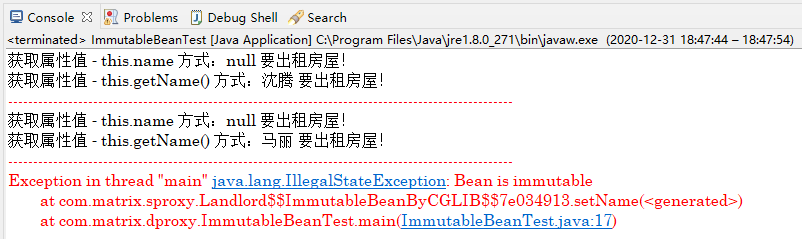 Console Problems Debug Shell Search
<terminated> ImmutableBeanTest [Java Application] C:\Program Files\Java\jre1.8.0_271\bin\javaw.exe (2020-12-31 18:47:44 – 18:47:54)
获取属性值 - this.name 方式：null 要出租房屋！
获取属性值 - this.getName() 方式：沈腾 要出租房屋！
--------------------------------------------------------------------------------
获取属性值 - this.name 方式：null 要出租房屋！
获取属性值 - this.getName() 方式：马丽 要出租房屋！
--------------------------------------------------------------------------------
Exception in thread "main" java.lang.IllegalStateException: Bean is immutable
at com.matrix.sproxy.Landlord$$ImmutableBeanByCGLIB$$7e034913.setName(<generated>)
at com.matrix.dproxy.ImmutableBeanTest.main(ImmutableBeanTest.java:17)